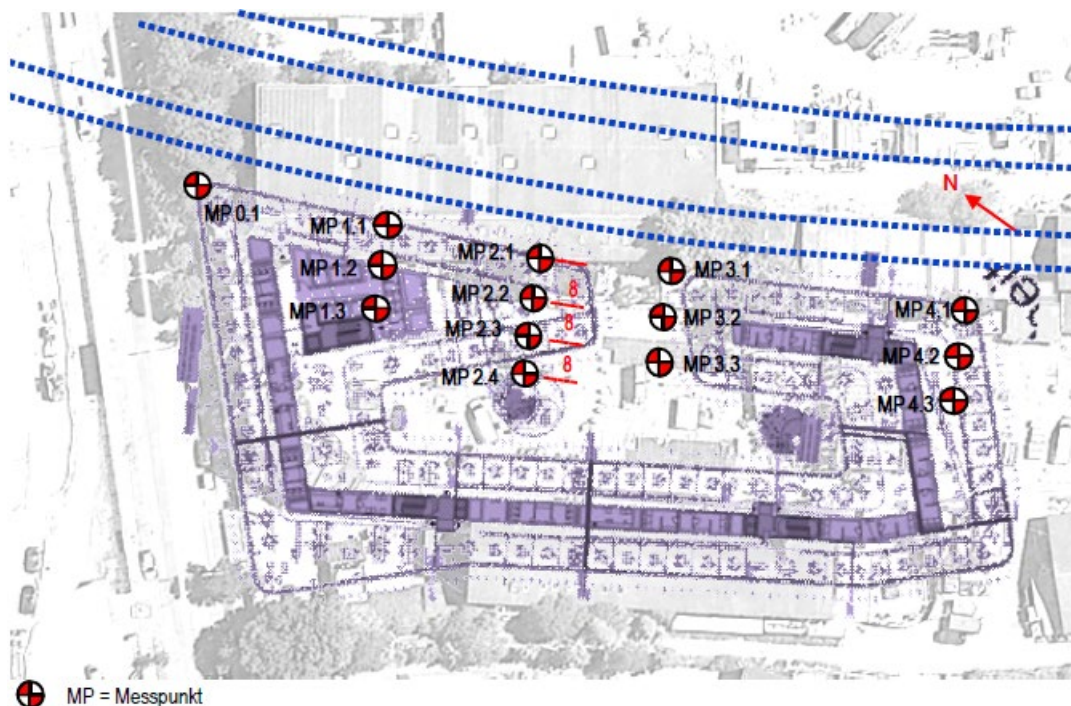 N
MP 0.1
MP 1.1
MP 2.1
MP 3.1
MP 1.2
MP 2.2
8
MP 1.3
MP 3.2
MP 4.1
MP 2.3
8
MP 4.2
MP 2.4
8
MP 3.3
MP 4.3
MP = Messpunkt